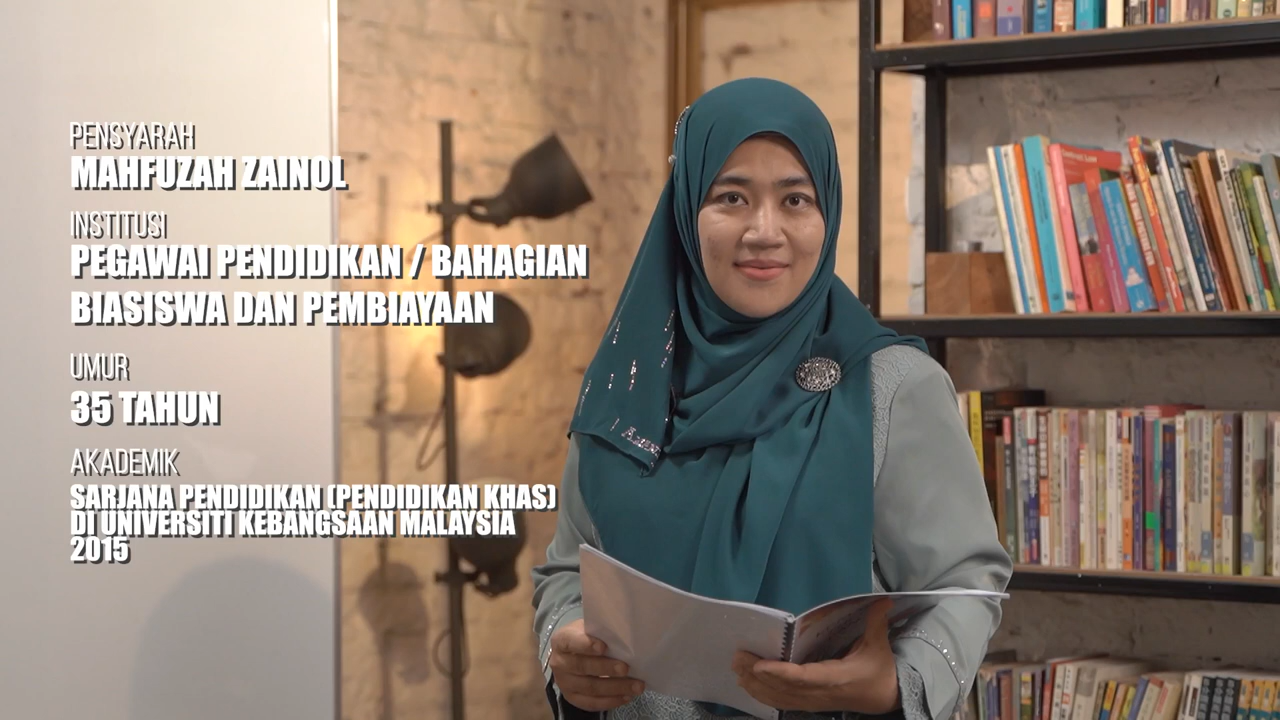 PENSYARAH
MAHFUZAH ZAINOL
INSTITUSI
PEGAWAI PENDIDIKAN / BAHAGIAN
BIASISWA DAN PEMBIAYAAN
UMUR
35 TAHUN
AKADEMIK
SARJANA PENDIDIKAN (PENDIDIKAN KHAS)
DI UNIVERSITI KEBANGSAAN MALAYSIA
2015